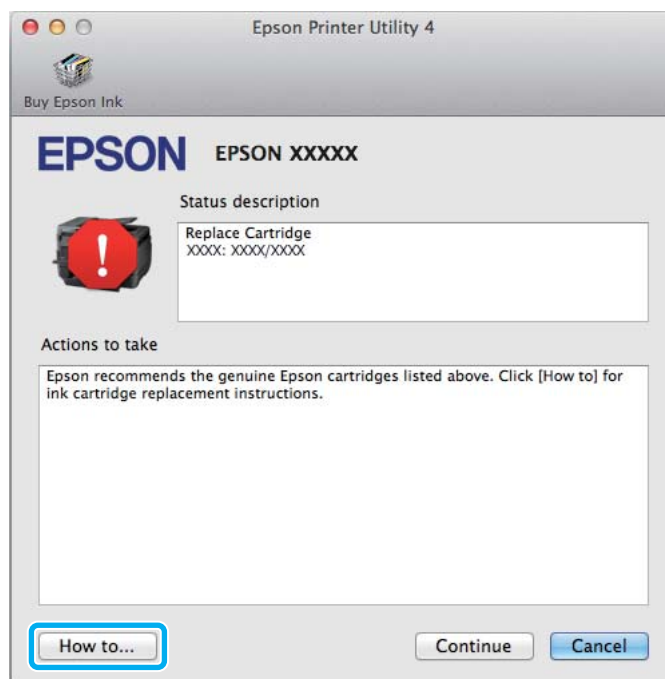 Epson Printer Utility 4
Buy Epson Ink
EPSON EPSON XXXXX
Status description
Replace Cartridge
XXXX: XXXX/XXXX
Actions to take
Epson recommends the genuine Epson cartridges listed above. Click [How to] for
ink cartridge replacement instructions.
How to... Continue Cancel